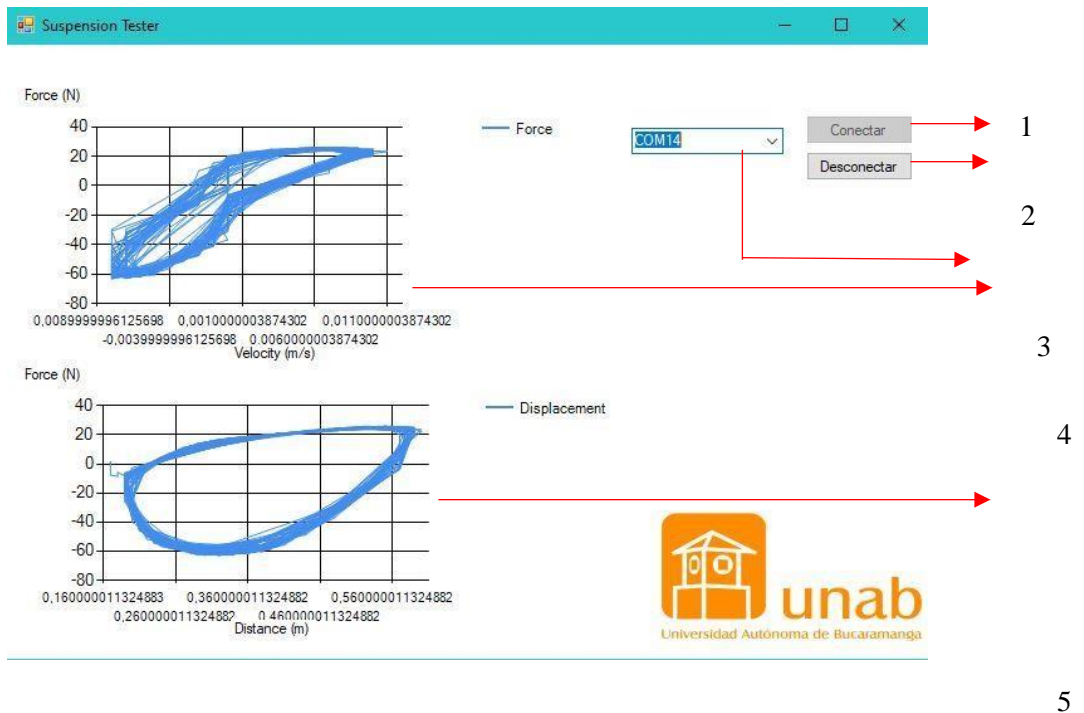 Suspension Tester
Force (N)
40
20
0
-20
-40
-60
-80
0,0089999996125698 0,0010000003874302 0,0110000003874302
-0,0039999996125698 0.0060000003874302
Velocity (m/s)
Force
COM14
Conectar
Desconectar
1
2
3
Force (N)
40
20
0
-20
-40
-60
-80
0,160000011324883 0,360000011324882 0,560000011324882
0,260000011324882 0,460000011324882
Distance (m)
Displacement
4
unab
Universidad Autónoma de Bucaramanga
5